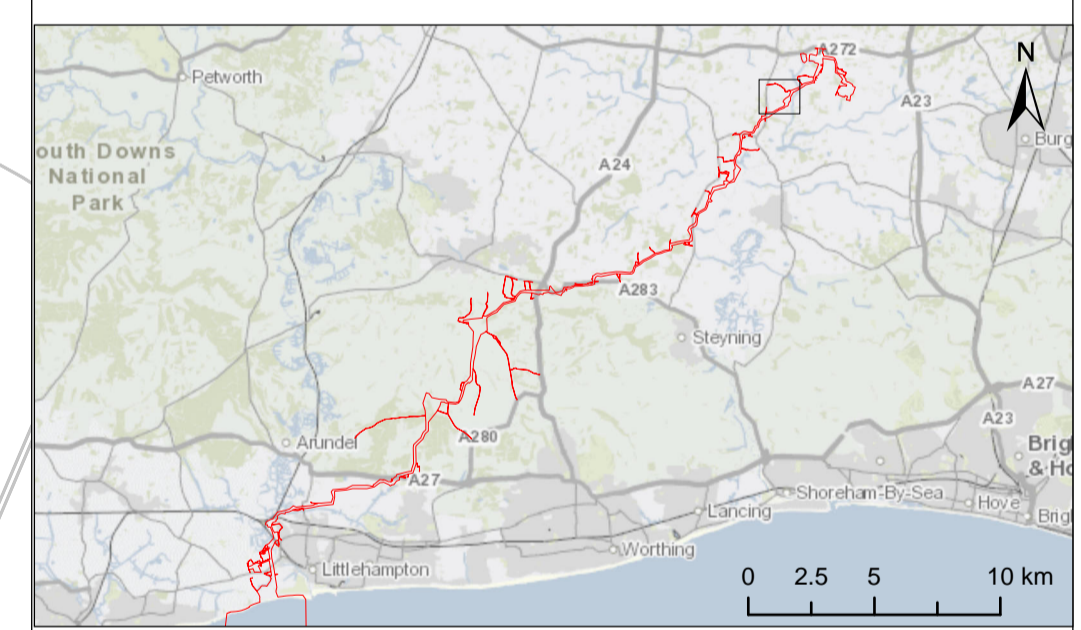 A272
N
Petworth
A23
Burg
outh Downs
National
Park
A24
A283
Steyning
A27
A23
Arundel
A280
Brig
& Ho
A27
Shoreham-By-Sea
Hove
Lancing
Brig
Worthing
Littlehampton
0 2.5 5 10 km